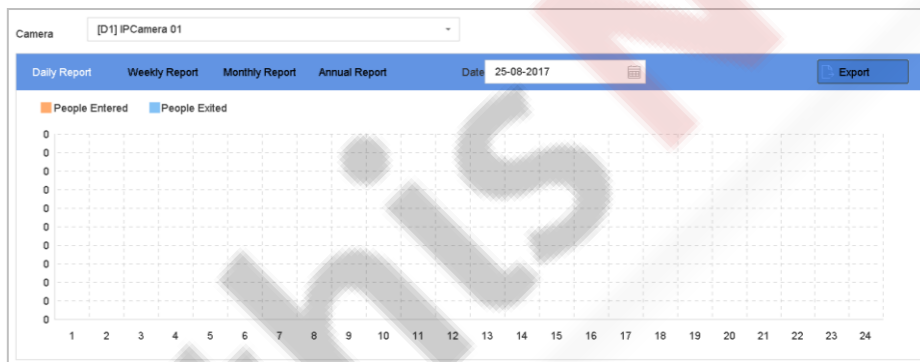 Camera [D1] IPCamera 01
Daily Report Weekly Report Monthly Report Annual Report Date 25-08-2017 Export
People Entered People Exited
0
0
0
0
0
0
0
0
0
0
0
1 2 3 4 5 6 7 8 9 10 11 12 13 14 15 16 17 18 19 20 21 22 23 24
this